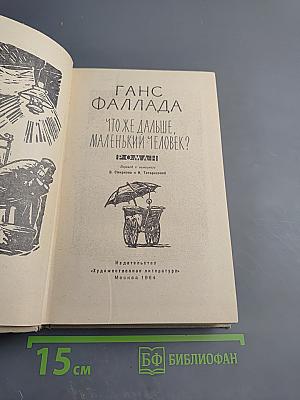 ГАНС
ФАЛЛАДА
ЧТО ЖЕ ДАЛЬШЕ,
МАЛЕНЬКИЙ ЧЕЛОВЕК?
РОМАН
Перевод с немецкого
В. Смирнова и И. Татариновой
Издательство
«Художественная литература»
Москва 1964
15 см
БФ БИБЛИОФАН